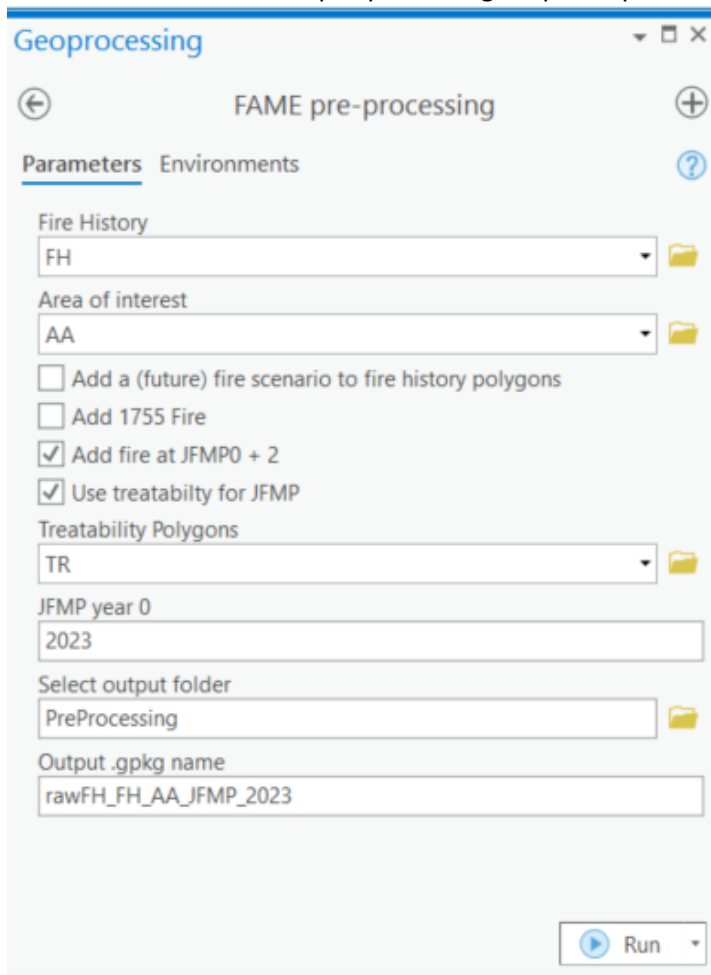 Geoprocessing
FAME pre-processing
Parameters Environments
Fire History
FH
Area of interest
AA
Add a (future) fire scenario to fire history polygons
Add 1755 Fire
Add fire at JFMP0 + 2
Use treatabilty for JFMP
Treatability Polygons
TR
JFMP year 0
2023
Select output folder
PreProcessing
Output .gpkg name
rawFH_FH_AA_JFMP_2023
Run